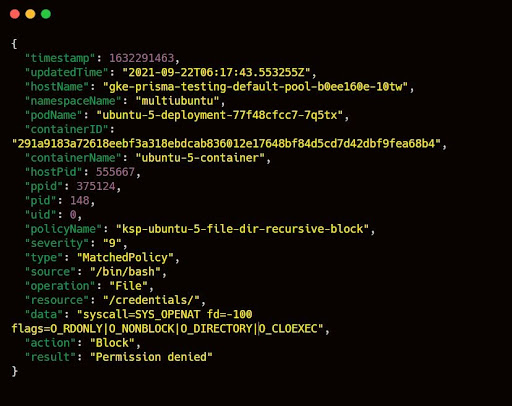 {
"timestamp": 1632291463,
"updatedTime": "2021-09-22T06:17:43.553255Z",
"hostName": "gke-prisma-testing-default-pool-b0ee160e-10tw",
"namespaceName": "multiubuntu",
"podName": "ubuntu-5-deployment-77f48cfcc7-7q5tx",
"containerID":
"291a9183a72618eebf3a318ebdcab836012e17648bf84d5cd7d42dbf9fea68b4",
"containerName": "ubuntu-5-container",
"hostPid": 555667,
"ppid": 375124,
"pid": 148,
"uid": 0,
"policyName": "ksp-ubuntu-5-file-dir-recursive-block",
"severity": "9",
"type": "MatchedPolicy",
"source": "/bin/bash",
"operation": "File",
"resource": "/credentials/",
"data": "syscall=SYS_OPENAT fd=-100
flags=O_RDONLY|O_NONBLOCK|O_DIRECTORY|O_CLOEXEC",
"action": "Block",
"result": "Permission denied"
}